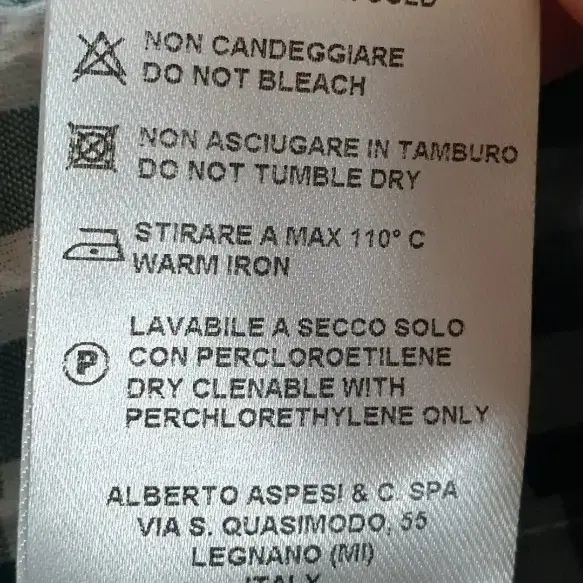 NON CANDEGGIARE
DO NOT BLEACH
NON ASCIUGARE IN TAMBURO
DO NOT TUMBLE DRY
STIRARE A MAX 110° C
WARM IRON
LAVABILE A SECCO SOLO
P CON PERCLOROETILENE
DRY CLENABLE WITH
PERCHLORETHYLENE ONLY
ALBERTO ASPESI & C. SPA
VIA S. QUASIMODO, 55
LEGNANO (MI)
ITALY